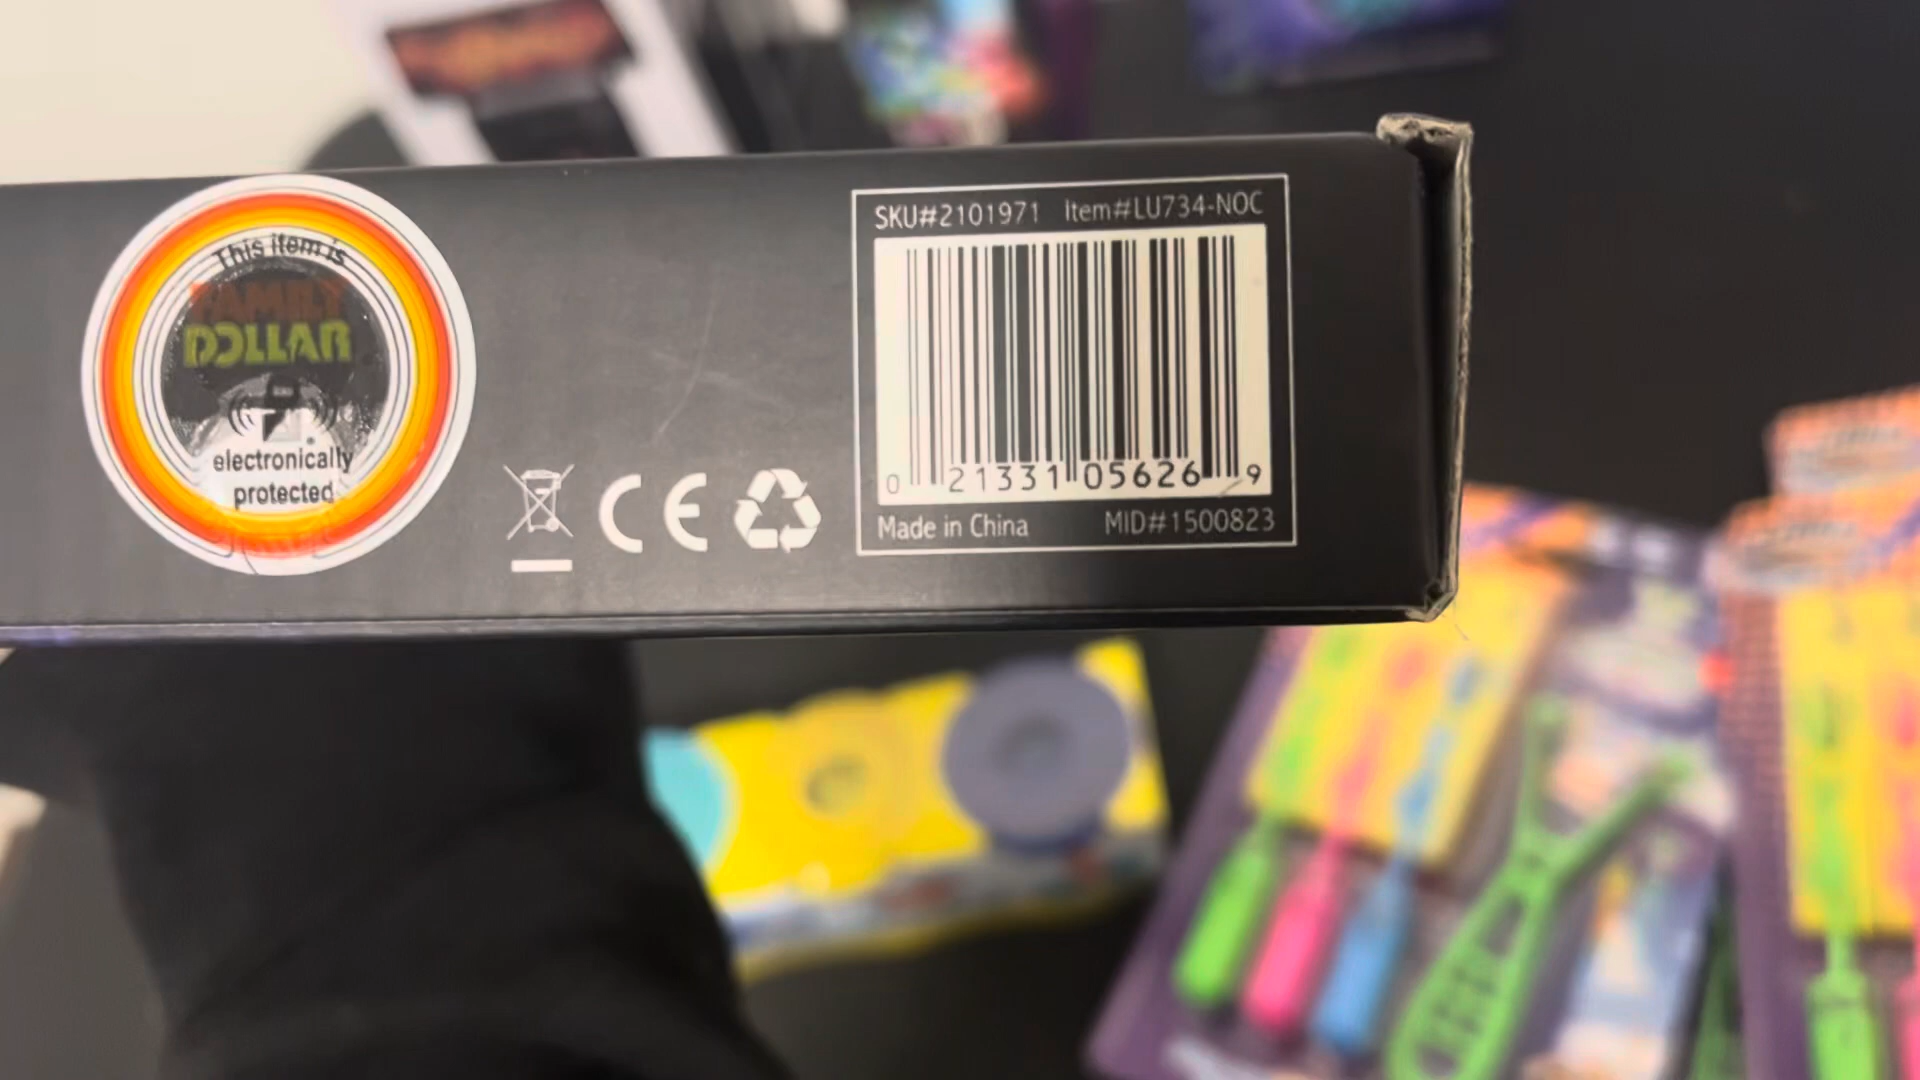 This item is
FAMILY
DOLLAR
electronically
protected
CE
SKU#2101971 Item#LU734-NOC
0 21331 05626 9
Made in China MID#1500823